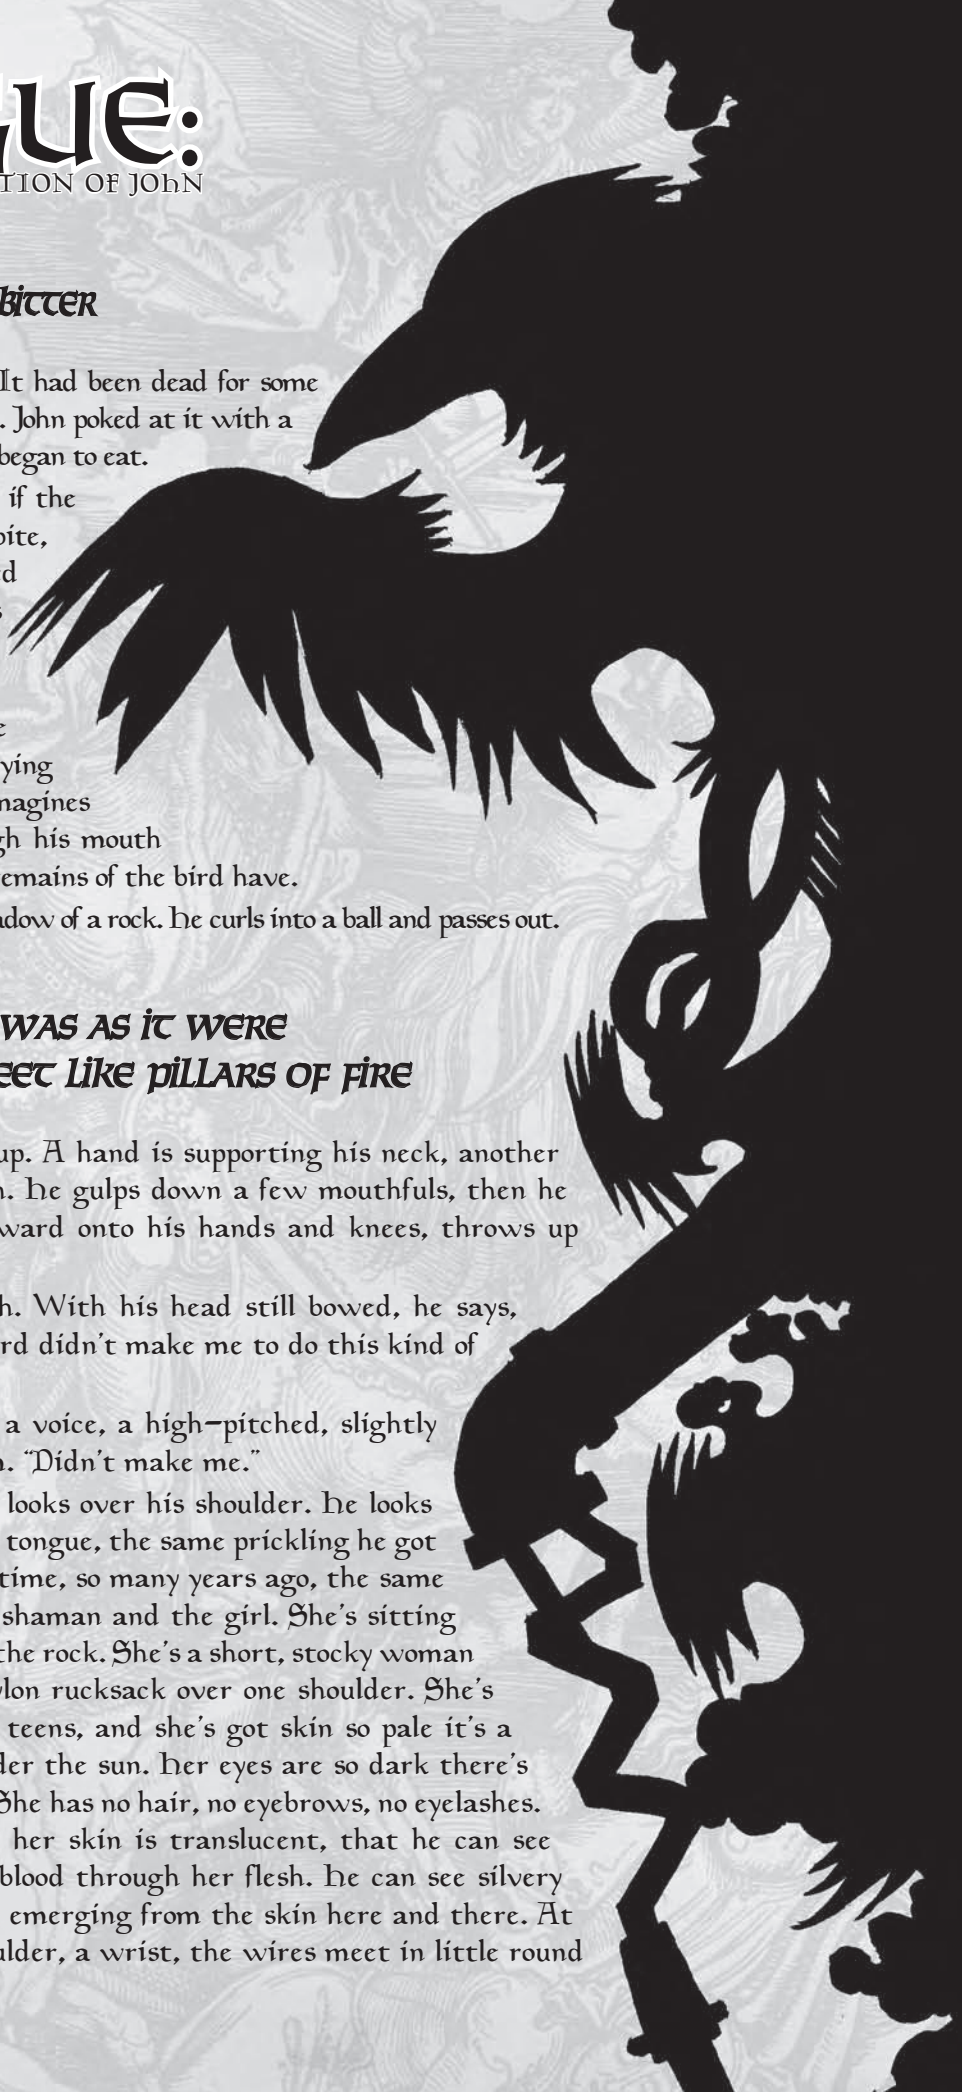 UE:
TION OF JOhN
BITTER
It had been dead for some
. John poked at it with a
began to eat.
if the
bite,
ed
s
e
ying
magines
gh his mouth
emains of the bird have.
adow of a rock. He curls into a ball and passes out.
WAS AS IT WERE
EET LIKE PILLARS OF FIRE
up. A hand is supporting his neck, another
n. He gulps down a few mouthfuls, then he
ward onto his hands and knees, throws up
h. With his head still bowed, he says,
rd didn't make me to do this kind of
a voice, a high-pitched, slightly
n. "Didn't make me."
looks over his shoulder. He looks
tongue, the same prickling he got
time, so many years ago, the same
shaman and the girl. She's sitting
the rock. She's a short, stocky woman
ylon rucksack over one shoulder. She's
teens, and she's got skin so pale it's a
der the sun. Her eyes are so dark there's
She has no hair, no eyebrows, no eyelashes.
her skin is translucent, that he can see
blood through her flesh. He can see silvery
emerging from the skin here and there. At
ulder, a wrist, the wires meet in little round